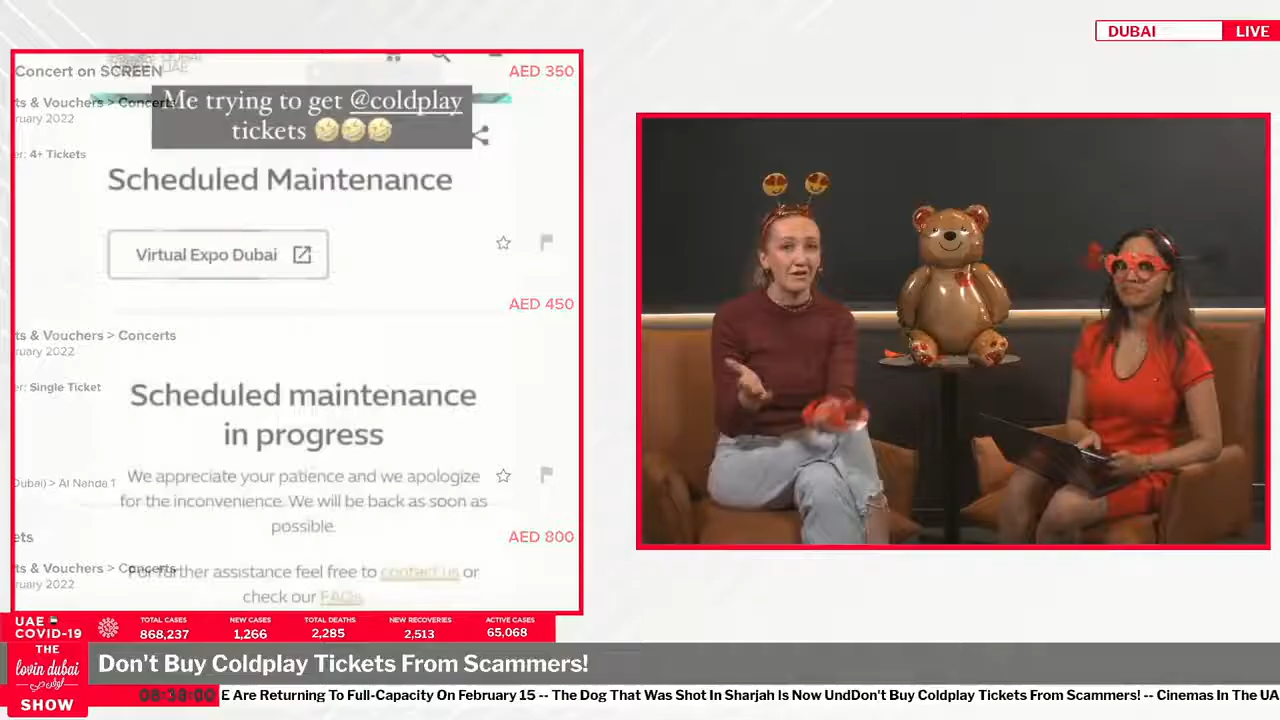 DUBAI LIVE
Concert on SCREEN AED 350
ts & Vouchers > Concerts
ruary 2022
Me trying to get @coldplay
tickets 🤣🤣🤣
er: 4+ Tickets
Scheduled Maintenance
Virtual Expo Dubai
AED 450
ts & Vouchers > Concerts
ruary 2022
er: Single Ticket
Scheduled maintenance
in progress
Dubai) > Al Nahda 1
We appreciate your patience and we apologize
for the inconvenience. We will be back as soon as
possible.
ets AED 800
ts & Vouchers > Concerts
ruary 2022
For further assistance feel free to contact us or
check our FAQs
UAE
COVID-19
TOTAL CASES
868,237
NEW CASES
1,266
TOTAL DEATHS
2,285
NEW RECOVERIES
2,513
ACTIVE CASES
65,068
THE
lovin dubai
SHOW
Don't Buy Coldplay Tickets From Scammers!
E Are Returning To Full-Capacity On February 15 -- The Dog That Was Shot In Sharjah Is Now Und Don't Buy Coldplay Tickets From Scammers! -- Cinemas In The UA